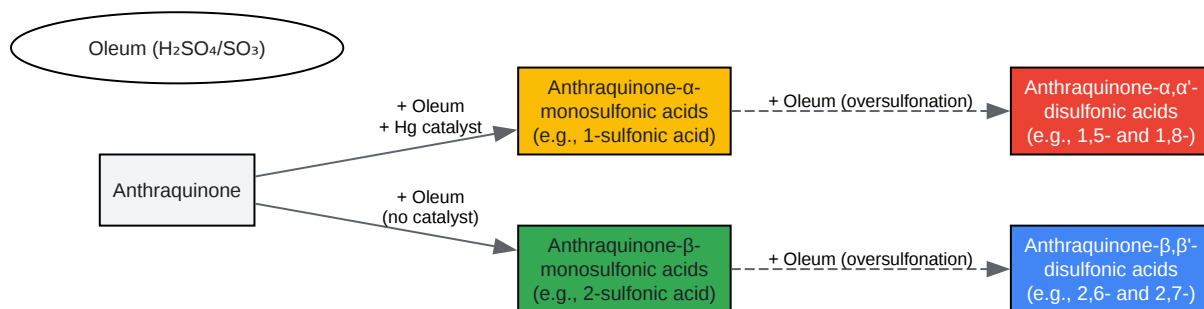 Oleum (H₂SO₄/SO₃)
Anthraquinone
+ Oleum
+ Hg catalyst
Anthraquinone-α-
monosulfonic acids
(e.g., 1-sulfonic acid)
+ Oleum (oversulfonation)
Anthraquinone-α,α'-
disulfonic acids
(e.g., 1,5- and 1,8-)
+ Oleum
(no catalyst)
Anthraquinone-β-
monosulfonic acids
(e.g., 2-sulfonic acid)
+ Oleum (oversulfonation)
Anthraquinone-β,β'-
disulfonic acids
(e.g., 2,6- and 2,7-)